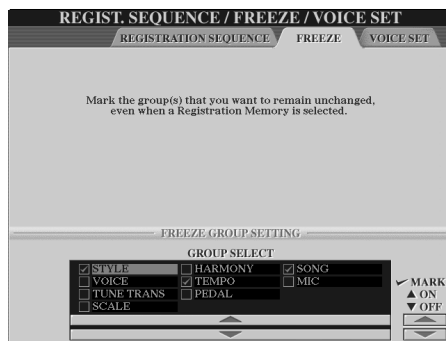 REGIST. SEQUENCE / FREEZE / VOICE SET
REGISTRATION SEQUENCE FREEZE VOICE SET
Mark the group(s) that you want to remain unchanged,
even when a Registration Memory is selected.
FREEZE GROUP SETTING
GROUP SELECT
STYLE HARMONY SONG
VOICE TEMPO MIC
TUNE TRANS PEDAL
SCALE
MARK
ON
OFF